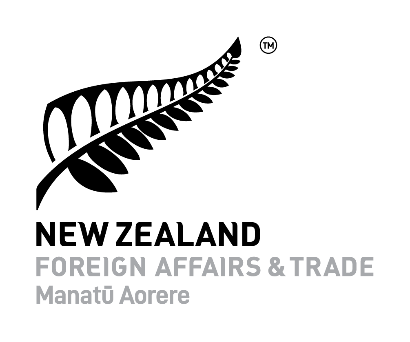 TM
NEW ZEALAND
FOREIGN AFFAIRS & TRADE
Manatū Aorere